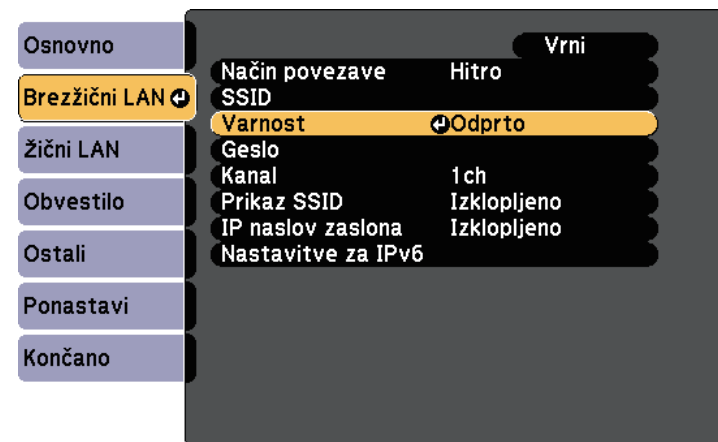 Osnovno
Brezžični LAN
Žični LAN
Obvestilo
Ostali
Ponastavi
Končano
Vrni
Način povezave Hitro
SSID
Varnost Odprto
Geslo
Kanal 1ch
Prikaz SSID Izklopljeno
IP naslov zaslona Izklopljeno
Nastavitve za IPv6